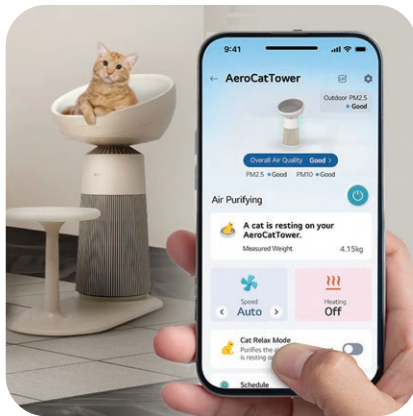 9:41
AeroCatTower
Outdoor PM2.5
Good
Overall Air Quality Good >
PM2.5 Good PM10 Good
Air Purifying
A cat is resting on your
AeroCatTower.
Measured Weight 4.15kg
Speed
< Auto >
Heating
Off
Cat Relax Mode
Purifies the
is resting
Schedule